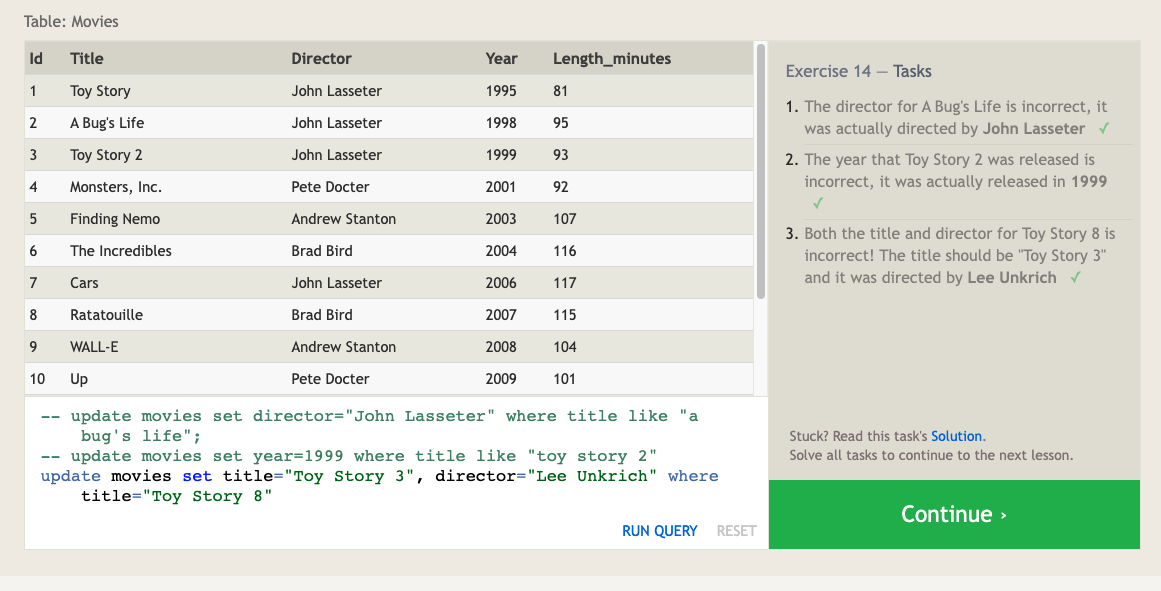 Table: Movies
Id Title Director Year Length_minutes
1 Toy Story John Lasseter 1995 81
2 A Bug's Life John Lasseter 1998 95
3 Toy Story 2 John Lasseter 1999 93
4 Monsters, Inc. Pete Docter 2001 92
5 Finding Nemo Andrew Stanton 2003 107
6 The Incredibles Brad Bird 2004 116
7 Cars John Lasseter 2006 117
8 Ratatouille Brad Bird 2007 115
9 WALL-E Andrew Stanton 2008 104
10 Up Pete Docter 2009 101
-- update movies set director="John Lasseter" where title like "a
bug's life";
-- update movies set year=1999 where title like "toy story 2"
update movies set title="Toy Story 3", director="Lee Unkrich" where
title="Toy Story 8"
RUN QUERY RESET
Exercise 14 — Tasks
1. The director for A Bug's Life is incorrect, it
was actually directed by John Lasseter ✓
2. The year that Toy Story 2 was released is
incorrect, it was actually released in 1999
✓
3. Both the title and director for Toy Story 8 is
incorrect! The title should be "Toy Story 3"
and it was directed by Lee Unkrich ✓
Stuck? Read this task's Solution.
Solve all tasks to continue to the next lesson.
Continue ›